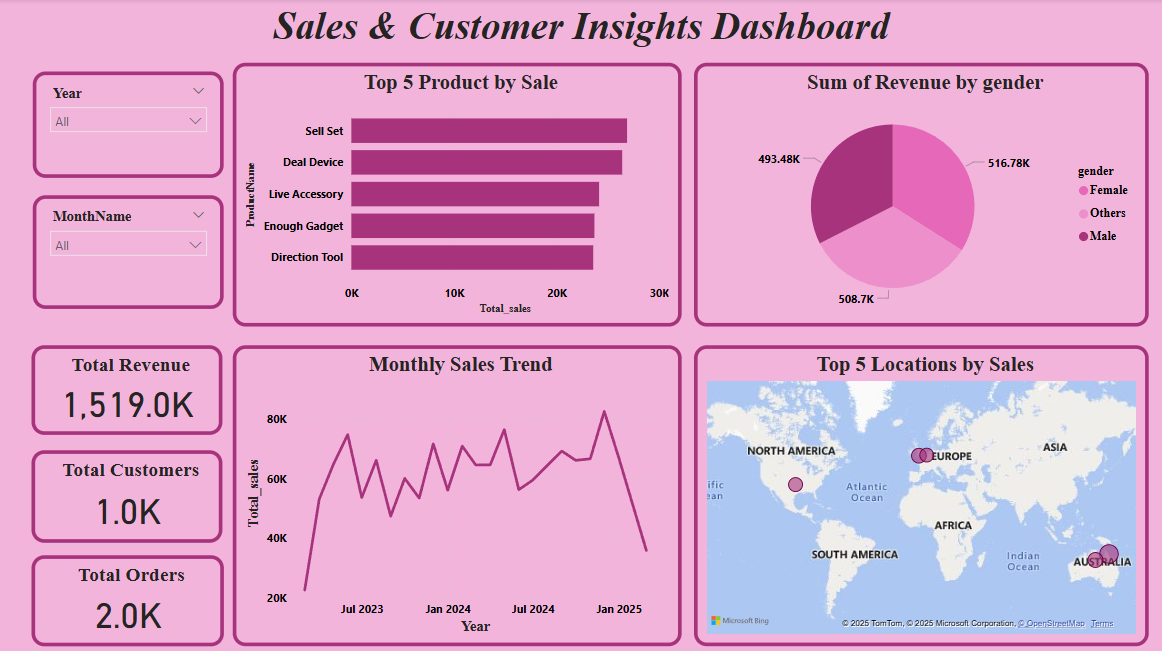 Sales & Customer Insights Dashboard
Year
All
MonthName
All
Top 5 Product by Sale
ProductName
Sell Set
Deal Device
Live Accessory
Enough Gadget
Direction Tool
0K 10K 20K 30K
Total_sales
Sum of Revenue by gender
493.48K
516.78K
508.7K
gender
Female
Others
Male
Total Revenue
1,519.0K
Total Customers
1.0K
Total Orders
2.0K
Monthly Sales Trend
Total_sales
80K
60K
40K
20K
Jul 2023 Jan 2024 Jul 2024 Jan 2025
Year
Top 5 Locations by Sales
NORTH AMERICA
EUROPE
ASIA
ific
ean
Atlantic
Ocean
AFRICA
SOUTH AMERICA
Indian
Ocean
AUSTRALIA
Microsoft Bing
© 2025 TomTom, © 2025 Microsoft Corporation, © OpenStreetMap Terms